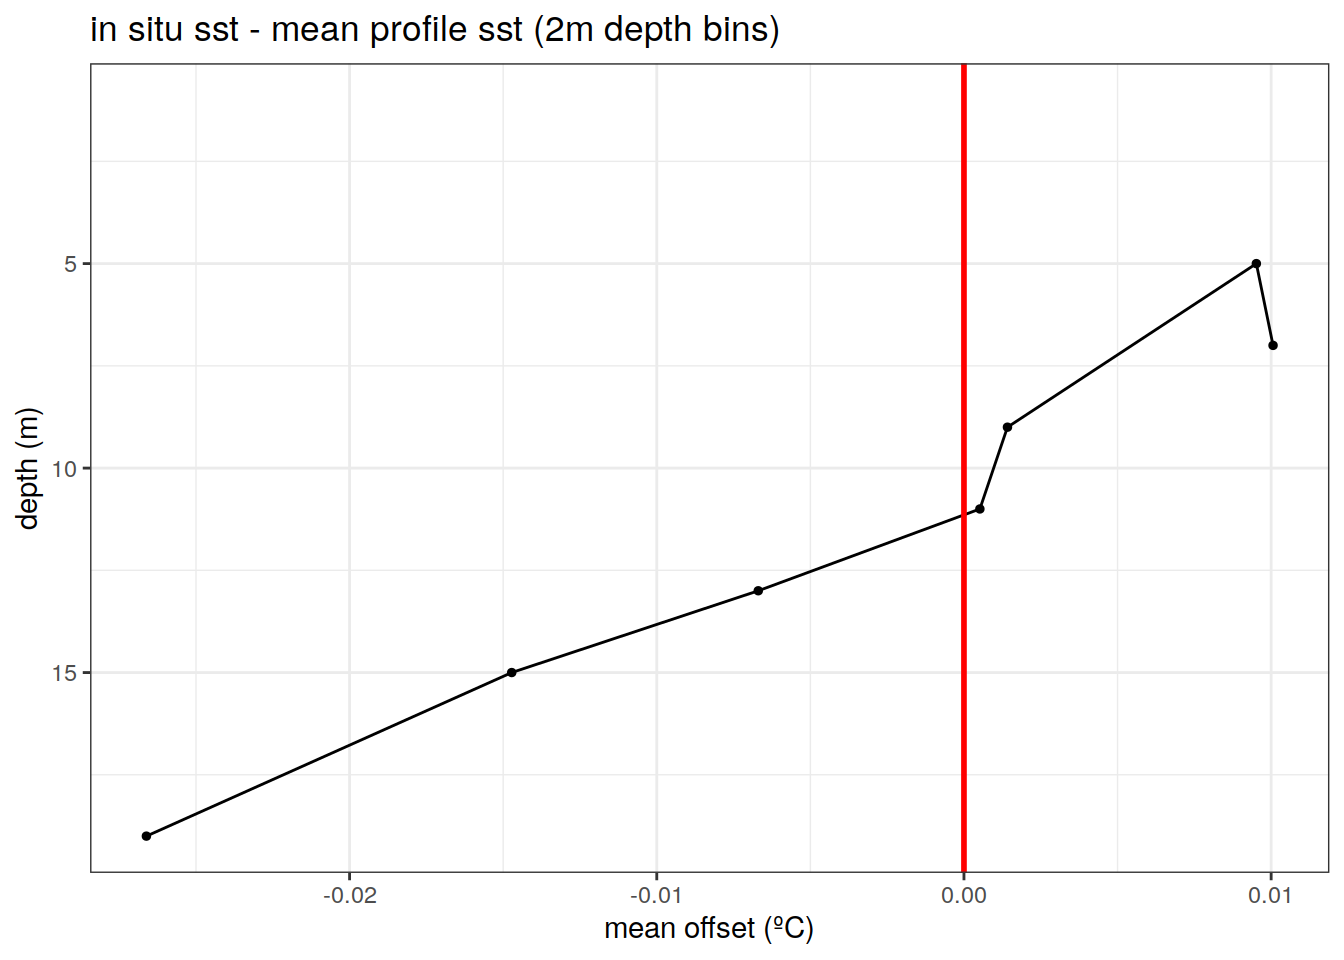 in situ sst - mean profile sst (2m depth bins)
depth (m)
5
10
15
-0.02
-0.01
0.00
0.01
mean offset (ºC)